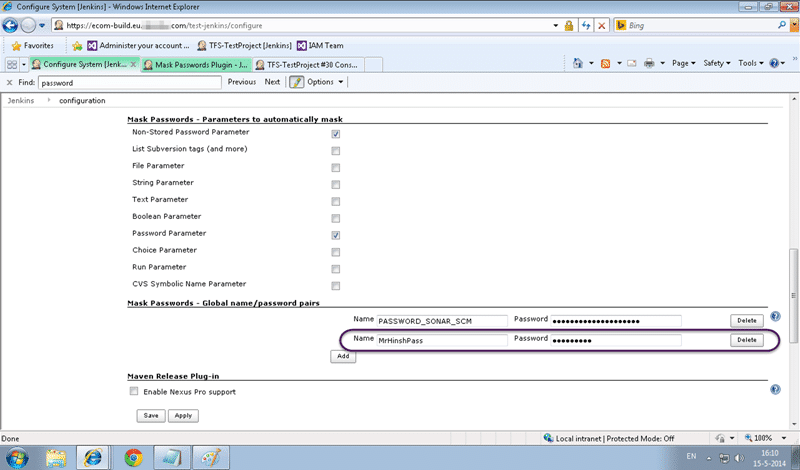 Configure System [Jenkins] - Windows Internet Explorer
https://ecom-build.eu. .com/test-jenkins/configure
Bing
Favorites Administer your account ... TFS-TestProject [Jenkins] IAM Team
Configure System [Jenk... Mask Passwords Plugin - J... TFS-TestProject #30 Cons...
Page Safety Tools
Find: password Previous Next Options
Jenkins configuration
Mask Passwords - Parameters to automatically mask
Non-Stored Password Parameter
List Subversion tags (and more)
File Parameter
String Parameter
Text Parameter
Boolean Parameter
Password Parameter
Choice Parameter
Run Parameter
CVS Symbolic Name Parameter
Mask Passwords - Global name/password pairs
Name PASSWORD_SONAR_SCM Password •••••••••••••••••••• Delete
Name MrHinshPass Password ••••••••• Delete
Add
Maven Release Plug-in
Enable Nexus Pro support
Save Apply
Done Local intranet | Protected Mode: Off 100%
EN 16:10
15-5-2014